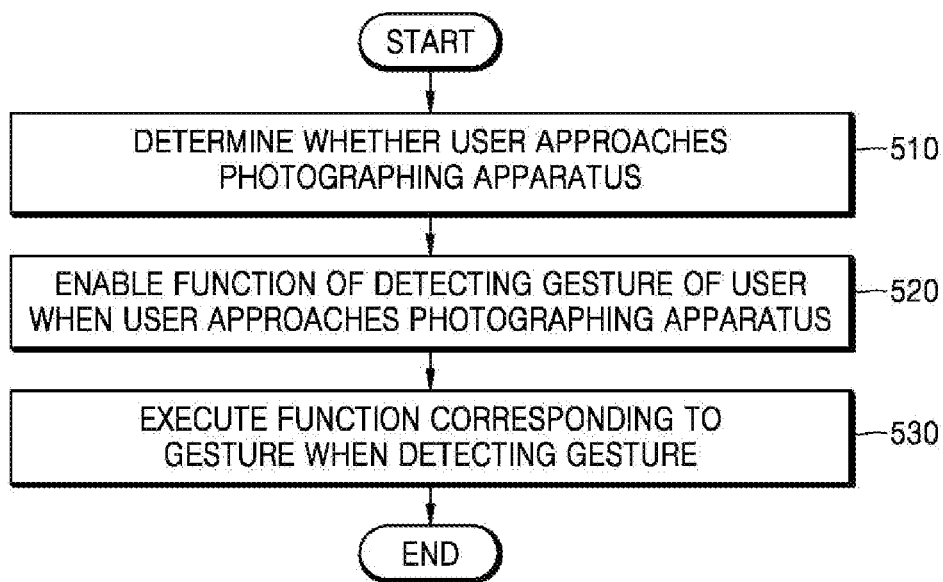 START
DETERMINE WHETHER USER APPROACHES
PHOTOGRAPHING APPARATUS
510
ENABLE FUNCTION OF DETECTING GESTURE OF USER
WHEN USER APPROACHES PHOTOGRAPHING APPARATUS
520
EXECUTE FUNCTION CORRESPONDING TO
GESTURE WHEN DETECTING GESTURE
530
END